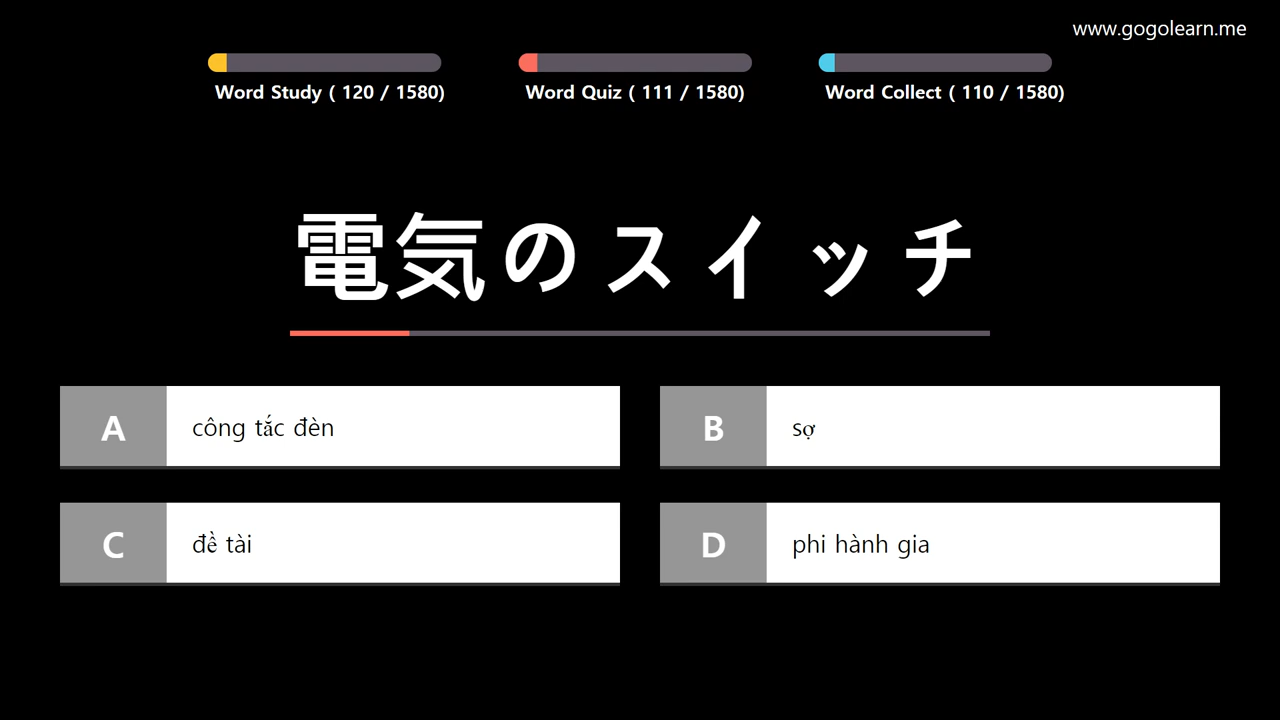 www.gogolearn.me
Word Study ( 120 / 1580)
Word Quiz ( 111 / 1580)
Word Collect ( 110 / 1580)
電気のスイッチ
A công tắc đèn
B sợ
C đề tài
D phi hành gia